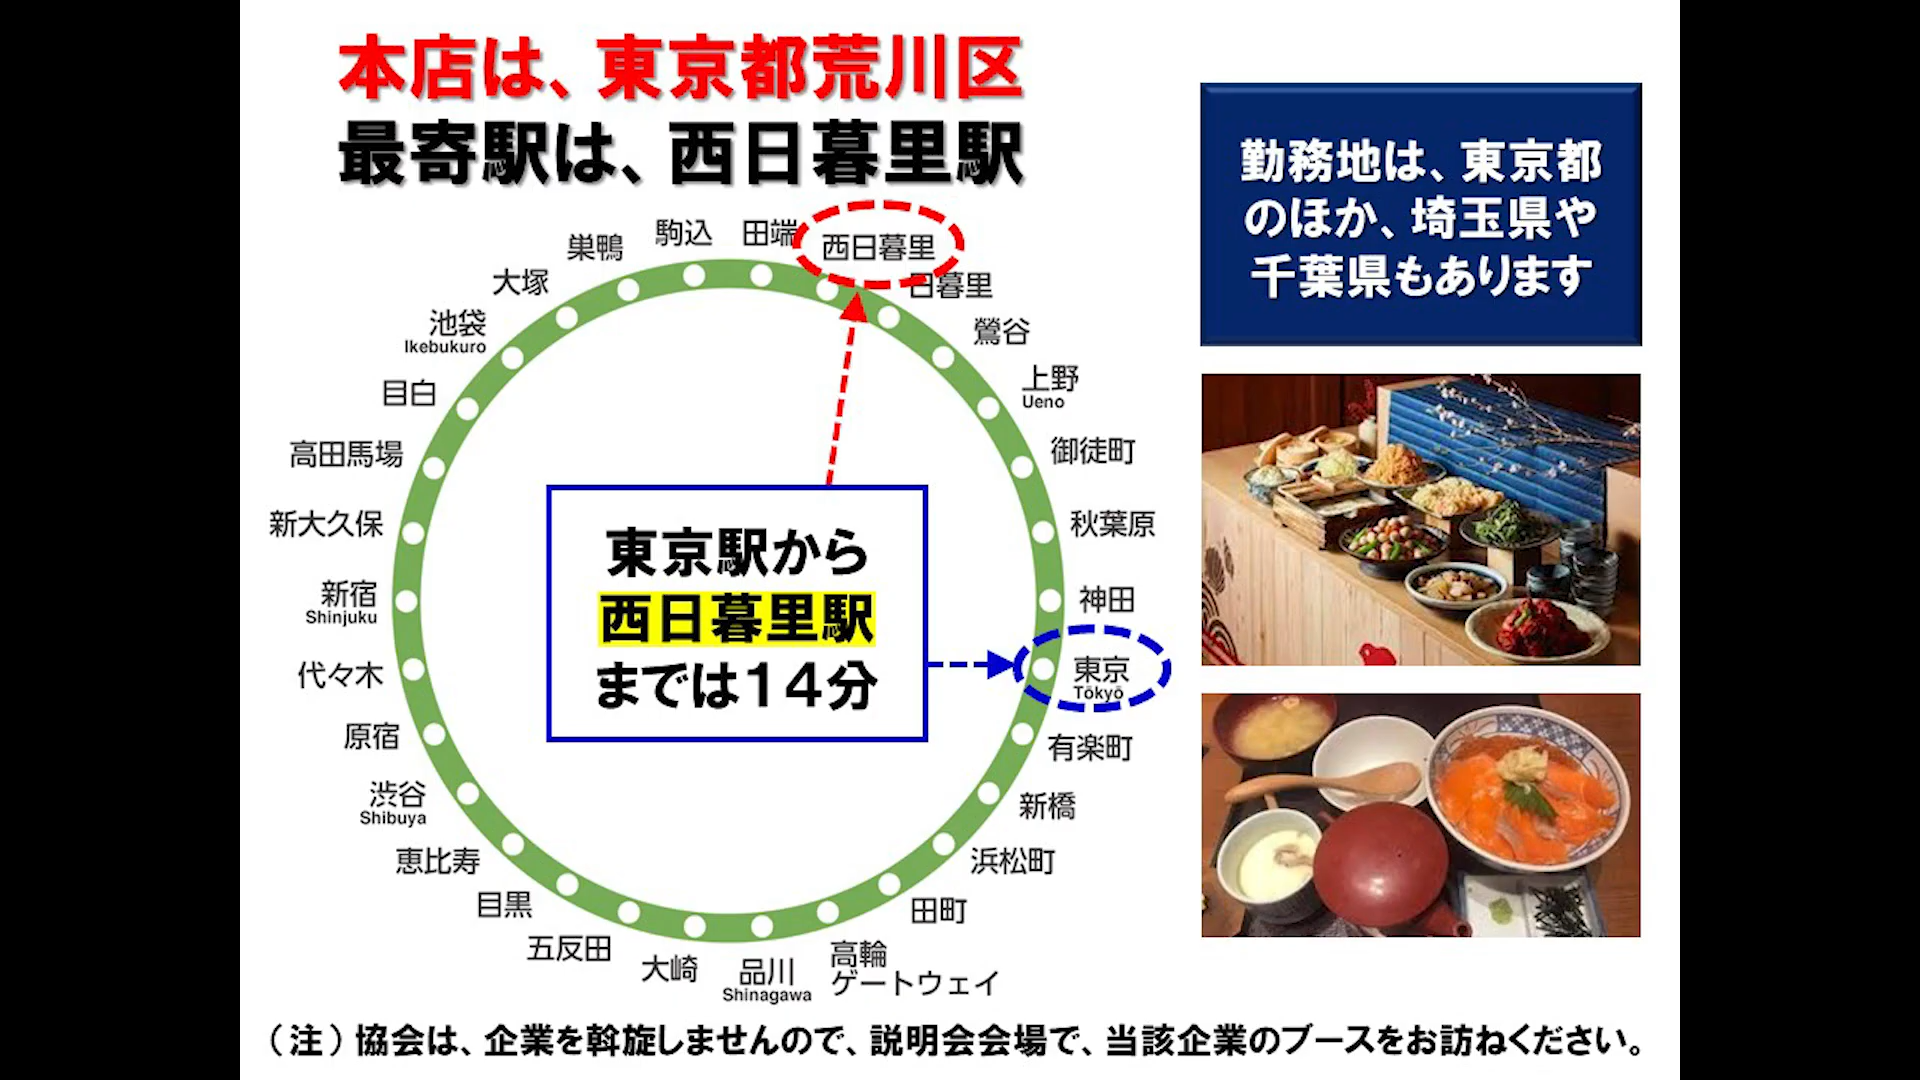 本店は、東京都荒川区
最寄駅は、西日暮里駅
勤務地は、東京都
のほか、埼玉県や
千葉県もあります
駒込
田端
西日暮里
巣鴨
日暮里
大塚
鶯谷
池袋
Ikebukuro
上野
Ueno
目白
御徒町
高田馬場
秋葉原
新大久保
神田
新宿
Shinjuku
東京
Tōkyō
代々木
有楽町
原宿
新橋
渋谷
Shibuya
浜松町
恵比寿
田町
目黒
五反田
高輪
ゲートウェイ
大崎
品川
Shinagawa
東京駅から
西日暮里駅
までは14分
（注）協会は、企業を斡旋しませんので、説明会会場で、当該企業のブースをお訪ねください。